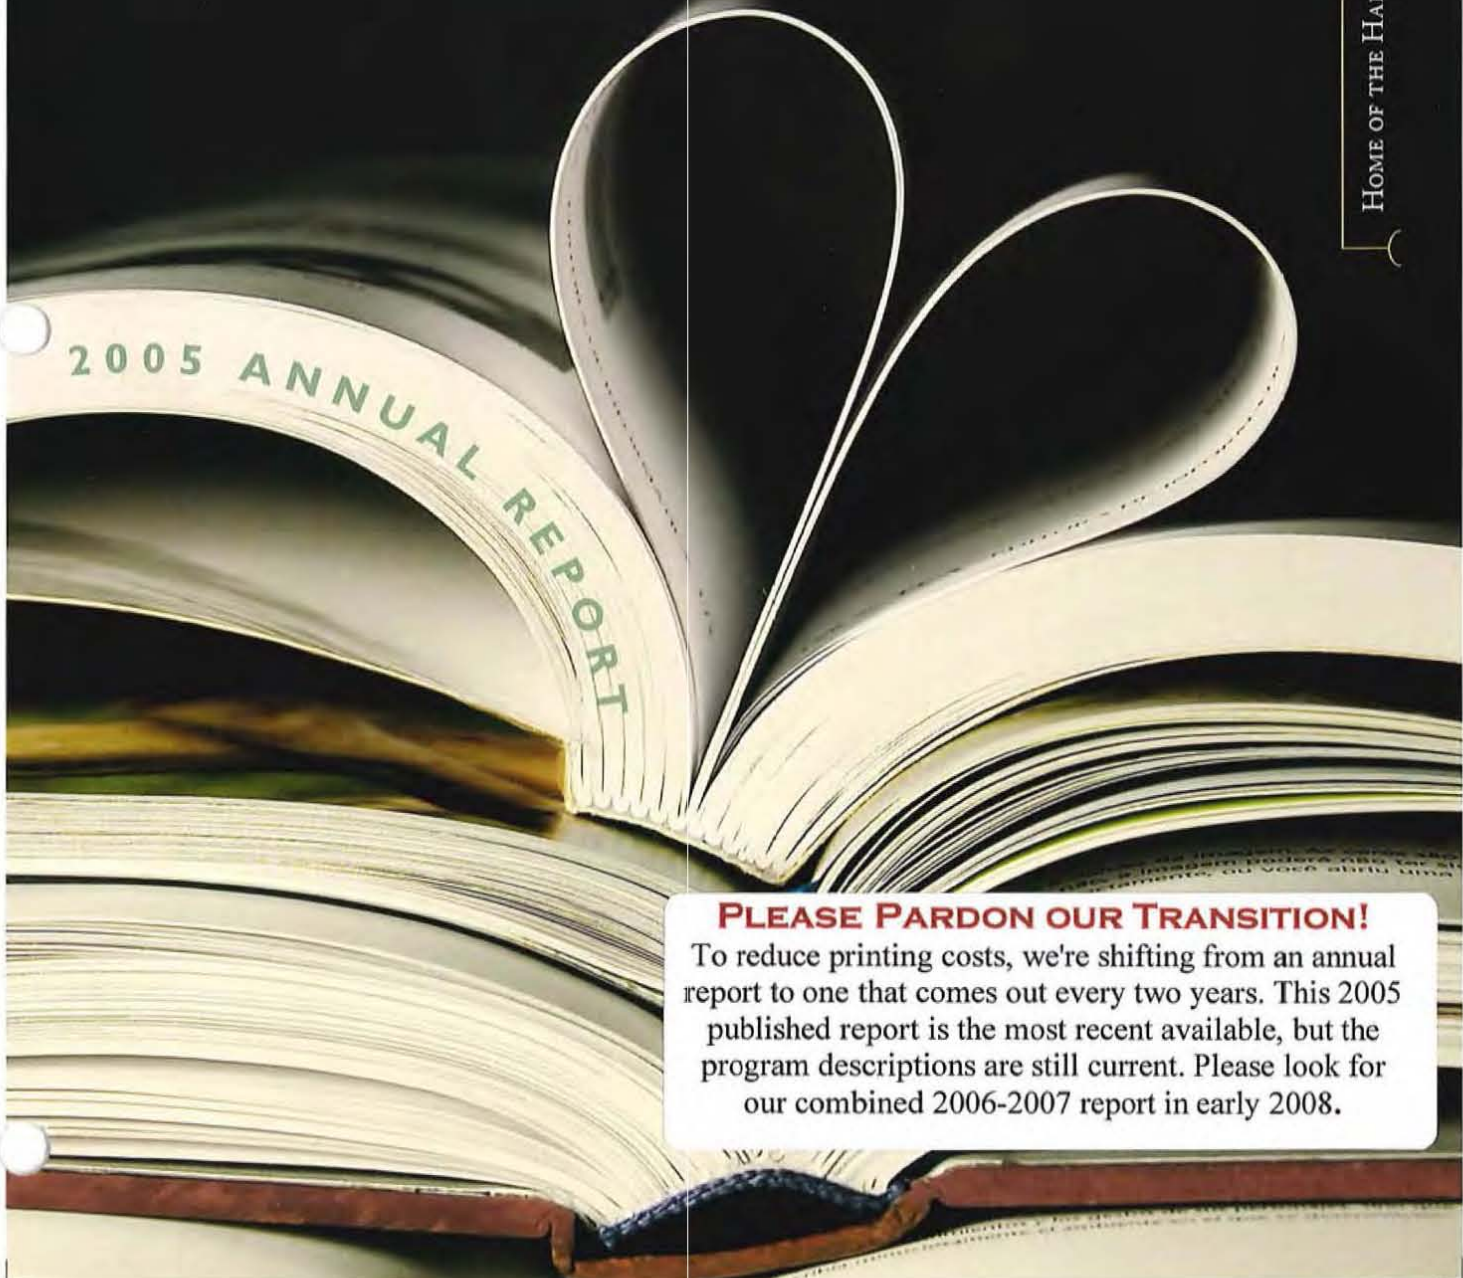 HOME OF THE
2005 ANNUAL REPORT
PLEASE PARDON OUR TRANSITION!
To reduce printing costs, we're shifting from an annual
report to one that comes out every two years. This 2005
published report is the most recent available, but the
program descriptions are still current. Please look for
our combined 2006-2007 report in early 2008.